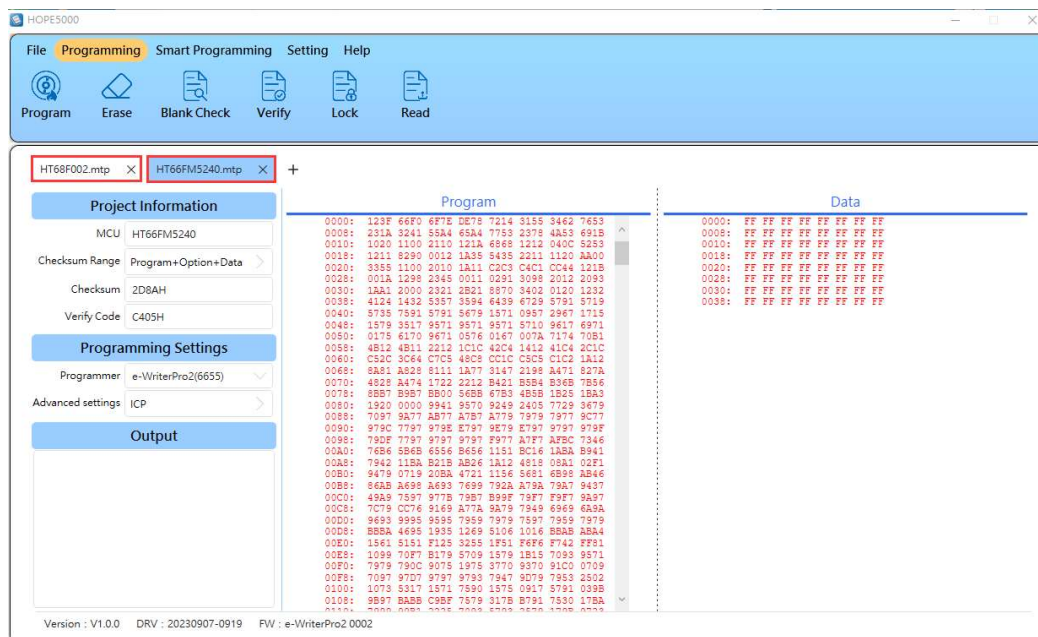 HOPE5000
File Programming Smart Programming Setting Help
Program Erase Blank Check Verify Lock Read
HT68F002.mtp HT66FM5240.mtp +
Project Information
MCU HT66FM5240
Checksum Range Program+Option+Data
Checksum 2D8AH
Verify Code C405H
Programming Settings
Programmer e-WriterPro2(6655)
Advanced settings ICP
Output
Program
0000: 123F 66F0 6F7E DE78 7214 3155 3462 7653
0008: 231A 3241 55A4 65A4 7753 2378 4A53 691B
0010: 1020 1100 2110 121A 6868 1212 040C 5253
0018: 1211 8290 0012 1A35 5435 2211 1120 AA00
0020: 3355 1100 2010 1A11 C2C3 C4C1 CC44 121B
0028: 001A 1298 2345 0011 0291 3098 2012 2093
0030: 1AA1 2000 2321 2B21 8870 3402 0120 1232
0038: 4124 1432 5357 3594 6439 6729 5791 5719
0040: 5735 7591 5791 5679 1571 0957 2967 1715
0048: 1579 3517 9571 9571 9571 5710 9617 6971
0050: 0175 6170 9671 0576 0167 007A 7174 70B1
0058: 4B12 4B11 2212 1C1C 42C4 1412 41C4 2C1C
0060: C52C 3C64 C7C5 48C8 CC1C C5C5 C1C2 1A12
0068: 8A81 A828 8111 1A77 3147 2198 A471 827A
0070: 4828 A474 1722 2212 B421 B5B4 B36B 7B56
0078: 8BB7 B9B7 BB00 56BB 67B3 4B5B 1B25 1BA3
0080: 1920 0000 9941 9570 9249 2405 7729 3679
0088: 7097 9A77 AB77 A7B7 A779 7979 7977 9C77
0090: 979C 7797 979E E797 9E79 E797 9797 979F
0098: 79DF 7797 9797 9797 F977 A7F7 AFBC 7346
00A0: 76B6 5B6B 6556 B656 1151 BC16 1ABA B941
00A8: 7942 11BA B21B AB26 1A12 4818 08A1 02F1
00B0: 9479 0719 20BA 4721 1156 5681 6B98 AB46
00B8: 86AB A698 A693 7699 792A A79A 79A7 9437
00C0: 49A9 7597 977B 79B7 B99F 79F7 F9F7 9A97
00C8: 7C79 CC76 9169 A77A 9A79 7949 6969 6A9A
00D0: 9693 9995 9595 7959 7979 7597 7959 7979
00D8: BBBA 4695 1935 1269 5106 1016 BBAB ABA4
00E0: 1561 5151 F125 3255 1F51 F6F6 F742 FF81
00E8: 1099 70F7 B179 5709 1579 1B15 7093 9571
00F0: 7979 790C 9075 1975 3770 9370 91C0 0709
00F8: 7097 97D7 9797 9793 7947 9D79 7953 2502
0100: 1073 5317 1571 7590 1575 0917 5791 039B
0108: 9B97 BABB C9BF 7579 317B B791 7530 17BA
Data
0000: FF FF FF FF FF FF FF FF
0008: FF FF FF FF FF FF FF FF
0010: FF FF FF FF FF FF FF FF
0018: FF FF FF FF FF FF FF FF
0020: FF FF FF FF FF FF FF FF
0028: FF FF FF FF FF FF FF FF
0030: FF FF FF FF FF FF FF FF
0038: FF FF FF FF FF FF FF FF
Version : V1.0.0 DRV : 20230907-0919 FW : e-WriterPro2 0002